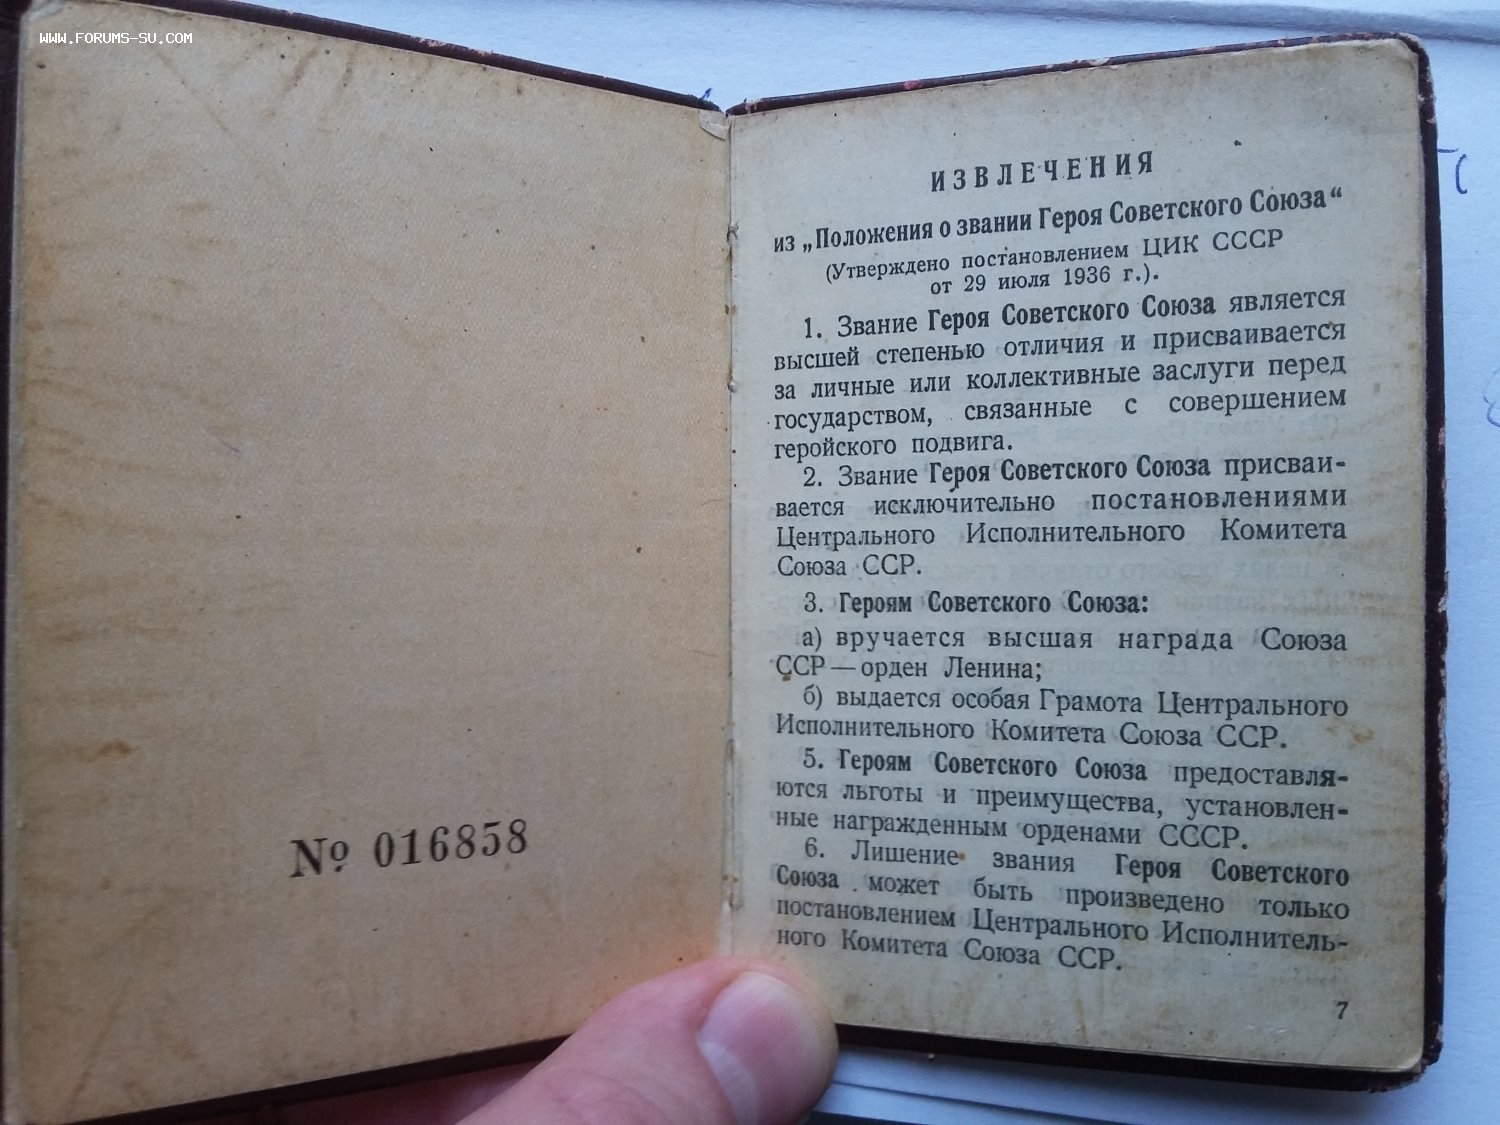 WWW.FORUMS-SU.COM
№ 016858
ИЗВЛЕЧЕНИЯ
из „Положения о звании Героя Советского Союза“
(Утверждено постановлением ЦИК СССР
от 29 июля 1936 г.).
1. Звание Героя Советского Союза является
высшей степенью отличия и присваивается
за личные или коллективные заслуги перед
государством, связанные с совершением
геройского подвига.
2. Звание Героя Советского Союза присваи-
вается исключительно постановлениями
Центрального Исполнительного Комитета
Союза ССР.
3. Героям Советского Союза:
а) вручается высшая награда Союза
ССР — орден Ленина;
б) выдается особая Грамота Центрального
Исполнительного Комитета Союза ССР.
5. Героям Советского Союза предоставля-
ются льготы и преимущества, установлен-
ные награжденным орденами СССР.
6. Лишение звания Героя Советского
Союза может быть произведено только
постановлением Центрального Исполнитель-
ного Комитета Союза ССР.
7